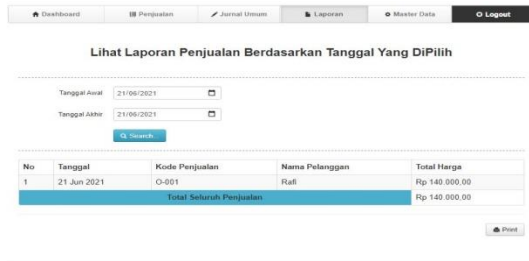 Dashboard Penjualan Jurnal Umum Laporan Master Data Logout
Lihat Laporan Penjualan Berdasarkan Tanggal Yang DiPilih
Tanggal Awal 21/06/2021
Tanggal Akhir 21/06/2021
Search
No Tanggal Kode Penjualan Nama Pelanggan Total Harga
1 21 Jun 2021 O-001 Rafi Rp 140.000,00
Total Seluruh Penjualan Rp 140.000,00
Print